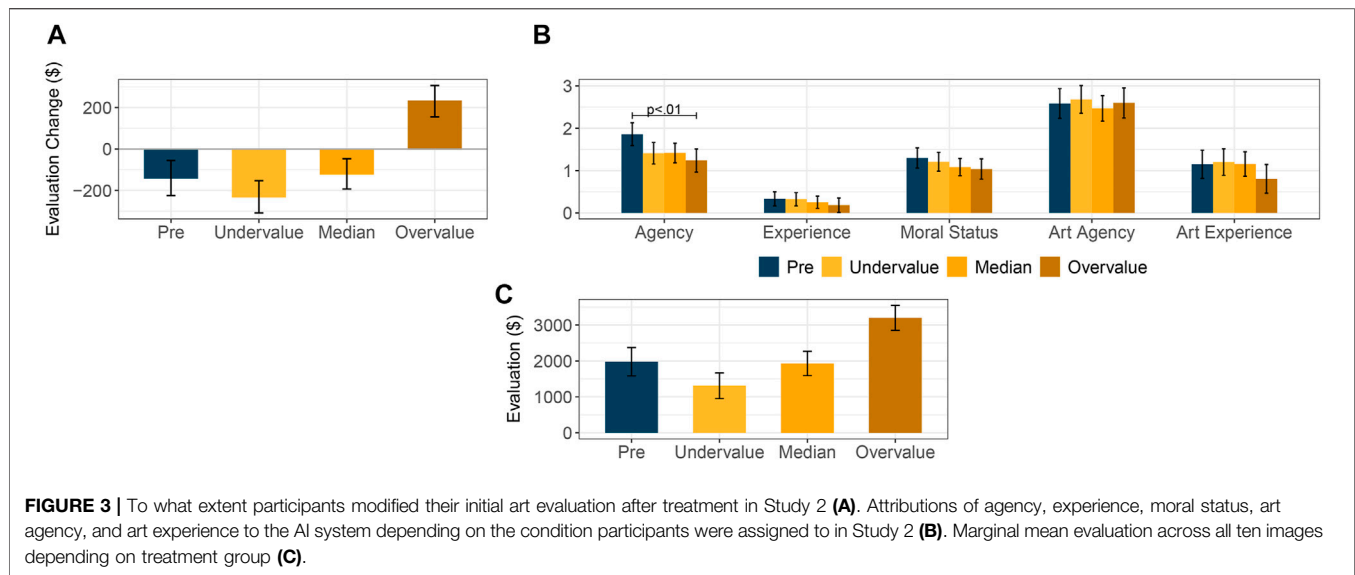 A
Evaluation Change ($)
200
0
−200
Pre Undervalue Median Overvalue
B
3
2
1
0
p<.01
Agency Experience Moral Status Art Agency Art Experience
Pre Undervalue Median Overvalue
C
Evaluation ($)
3000
2000
1000
0
Pre Undervalue Median Overvalue
FIGURE 3 | To what extent participants modified their initial art evaluation after treatment in Study 2 (A). Attributions of agency, experience, moral status, art
agency, and art experience to the AI system depending on the condition participants were assigned to in Study 2 (B). Marginal mean evaluation across all ten images
depending on treatment group (C).